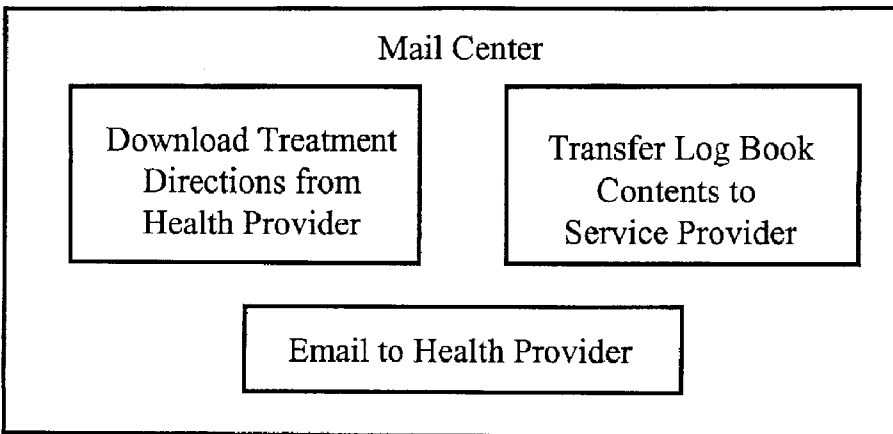 Mail Center
Download Treatment
Directions from
Health Provider
Transfer Log Book
Contents to
Service Provider
Email to Health Provider